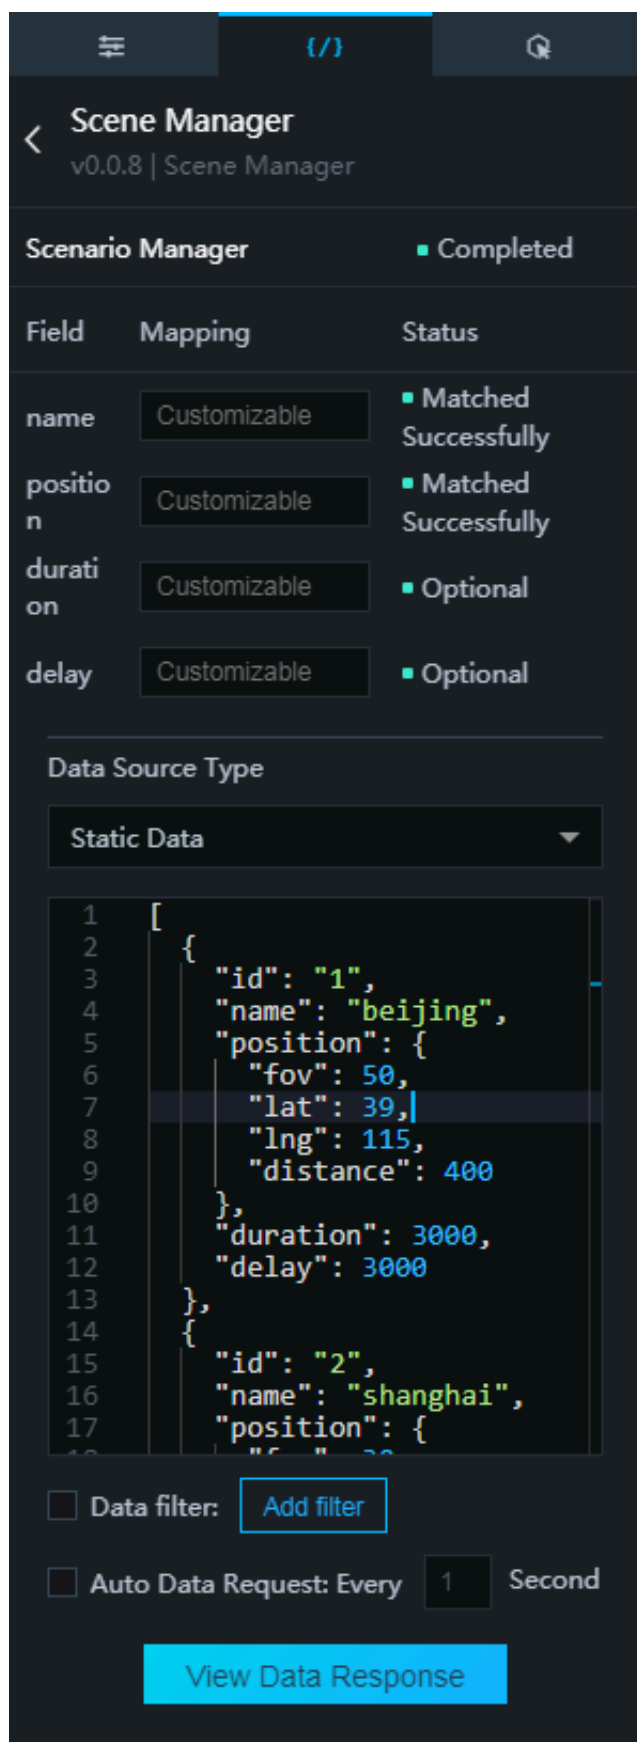 {/}
Scene Manager
v0.0.8 | Scene Manager
Scenario Manager Completed
Field Mapping Status
name Customizable Matched
Successfully
positio
n Customizable Matched
Successfully
durati
on Customizable Optional
delay Customizable Optional
Data Source Type
Static Data
1 [
2 {
3 "id": "1",
4 "name": "beijing",
5 "position": {
6 "fov": 50,
7 "lat": 39,
8 "lng": 115,
9 "distance": 400
10 },
11 "duration": 3000,
12 "delay": 3000
13 },
14 {
15 "id": "2",
16 "name": "shanghai",
17 "position": {
Data filter: Add filter
Auto Data Request: Every 1 Second
View Data Response